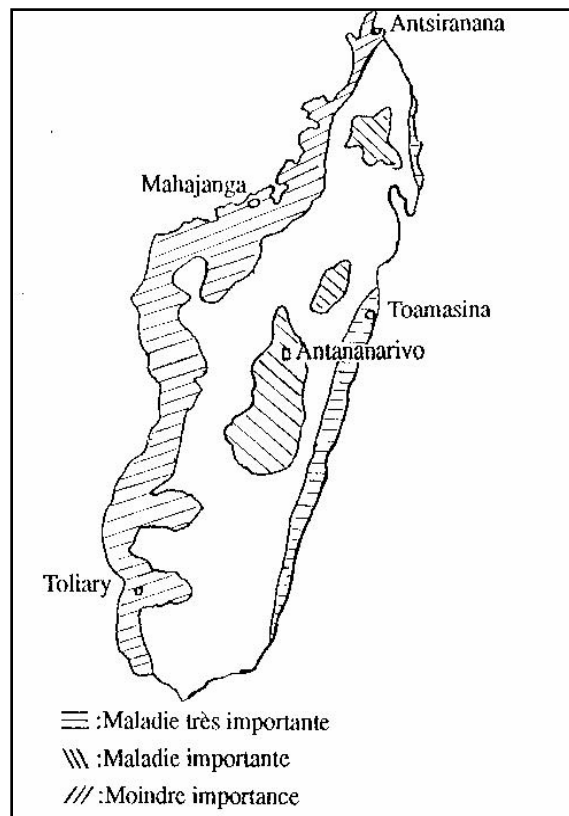 Antsiranana
Mahajanga
Toamasina
Antananarivo
Toliary
:Maladie très importante
:Maladie importante
:Moindre importance